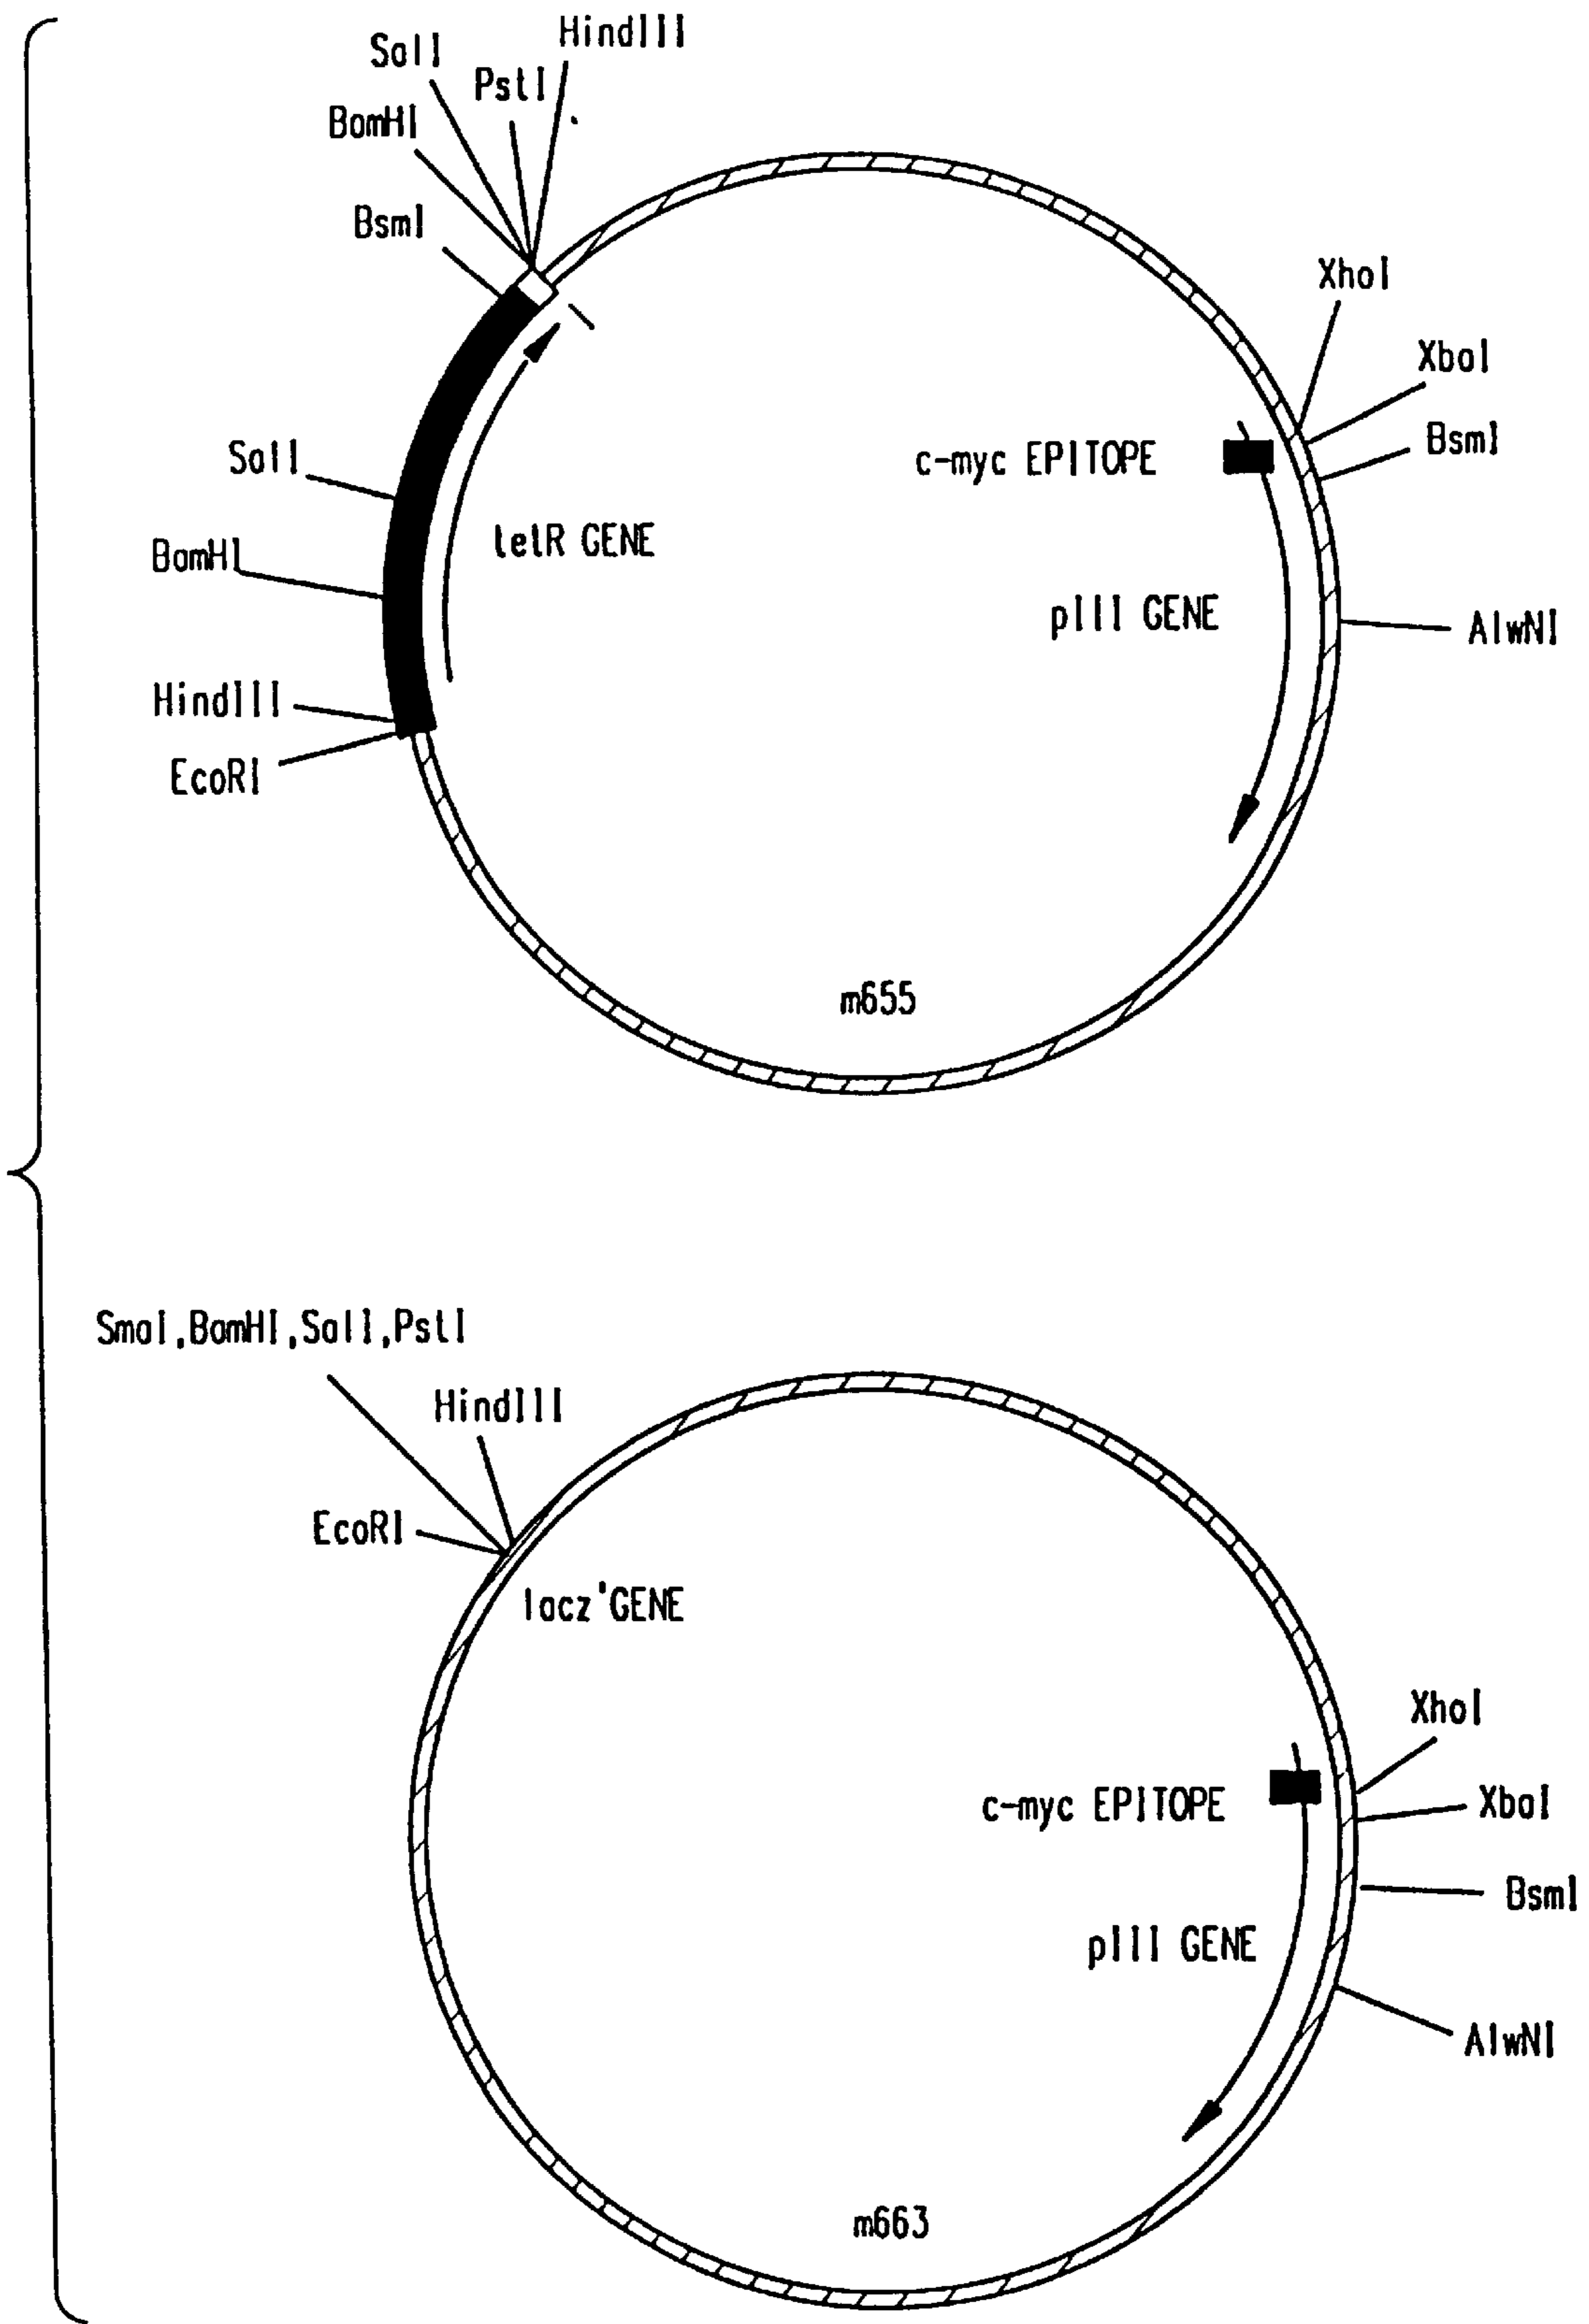 HindIII
SalI
PstI
BamHI
BsmI
XhoI
XbaI
BsmI
c-myc EPITOPE
SalI
tetR GENE
BamHI
pIII GENE
AlwNI
HindIII
EcoRI
m655
SmaI,BamHI,SalI,PstI
HindIII
EcoRI
lacz'GENE
XhoI
XbaI
c-myc EPITOPE
BsmI
pIII GENE
AlwNI
m663